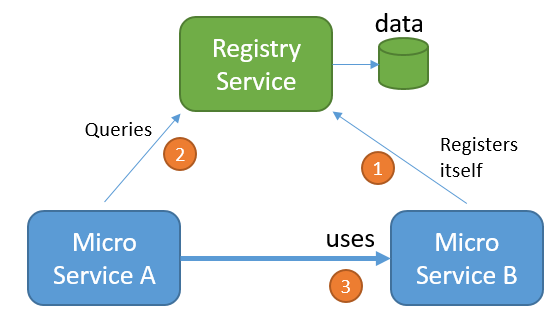 data
Registry
Service
Queries
2
1
Registers
itself
Micro
Service A
uses
3
Micro
Service B